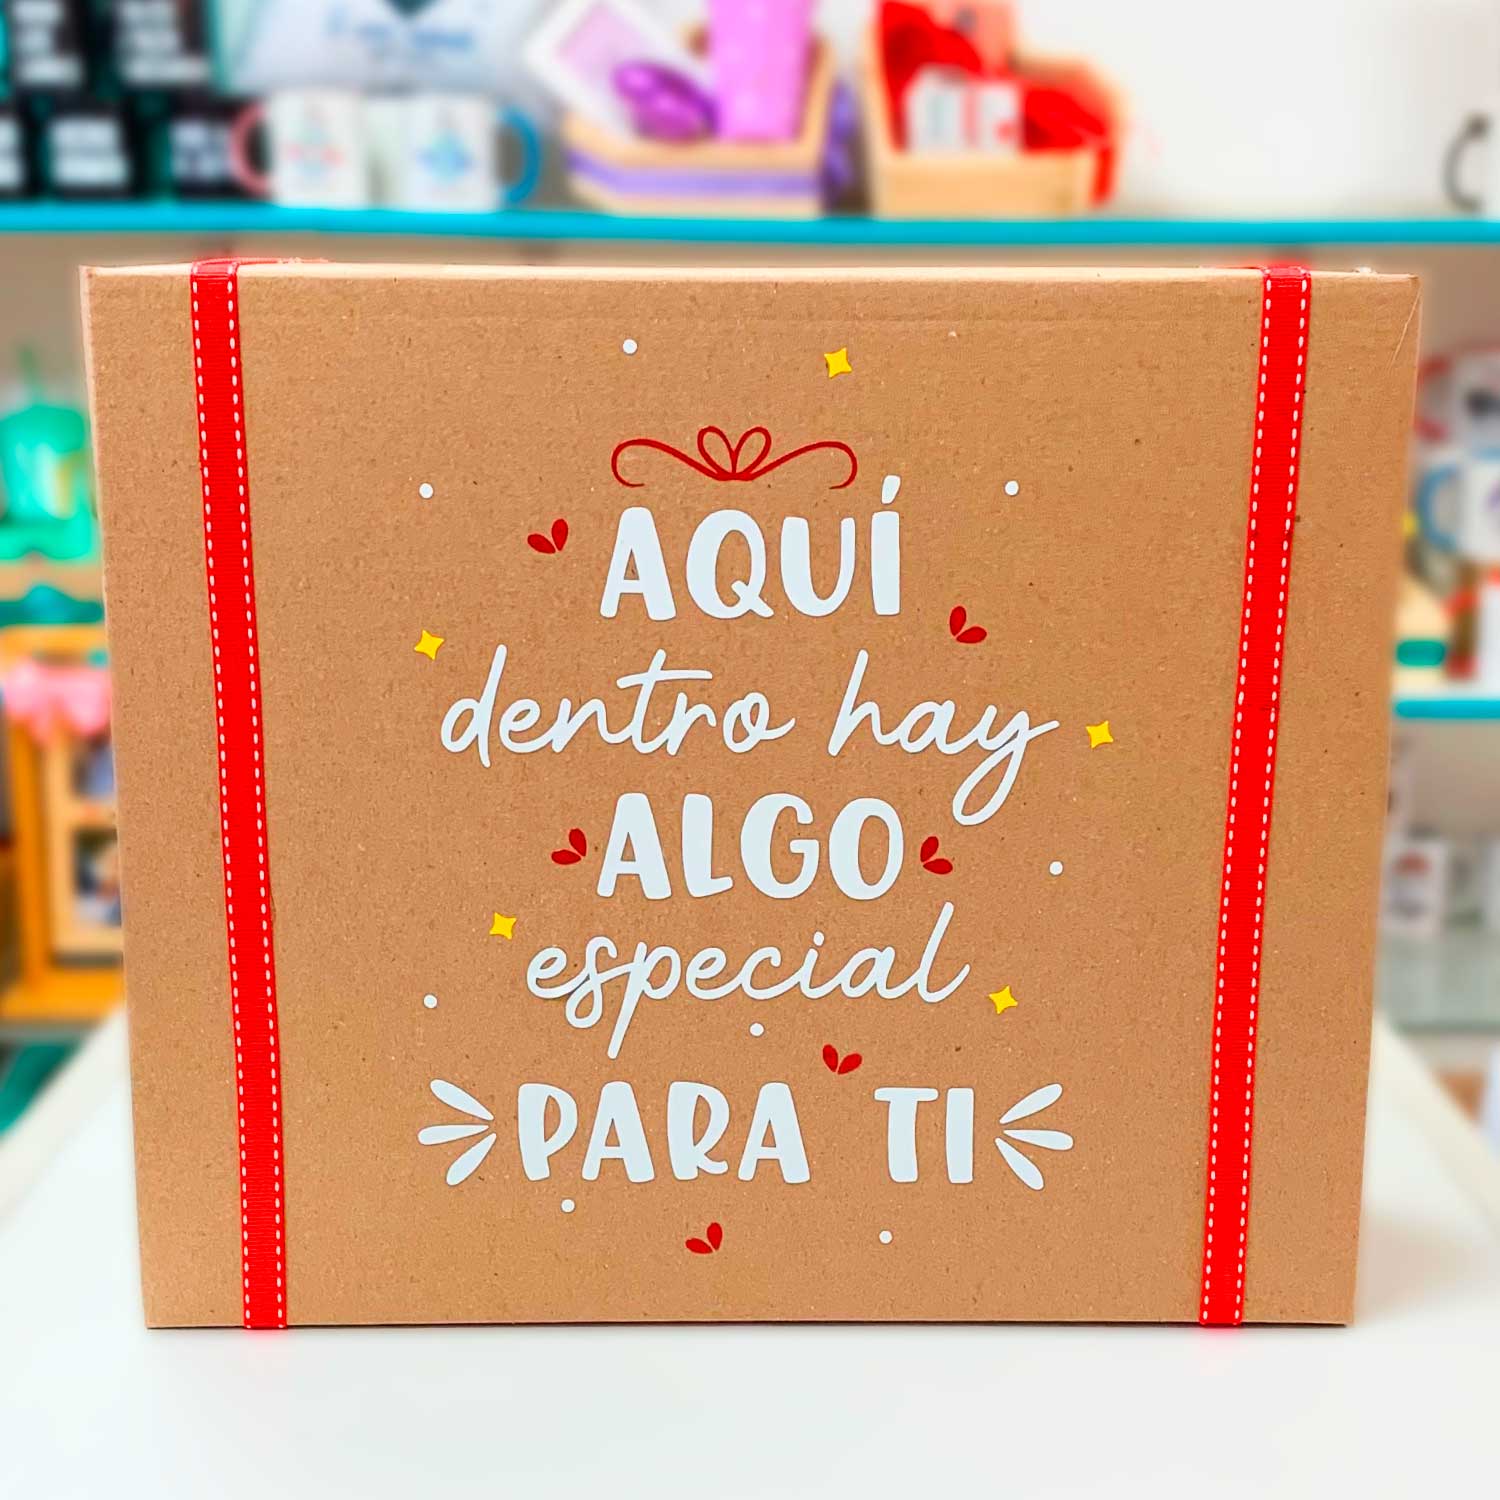 AQUÍ
dentro hay
ALGO
especial
PARA TI